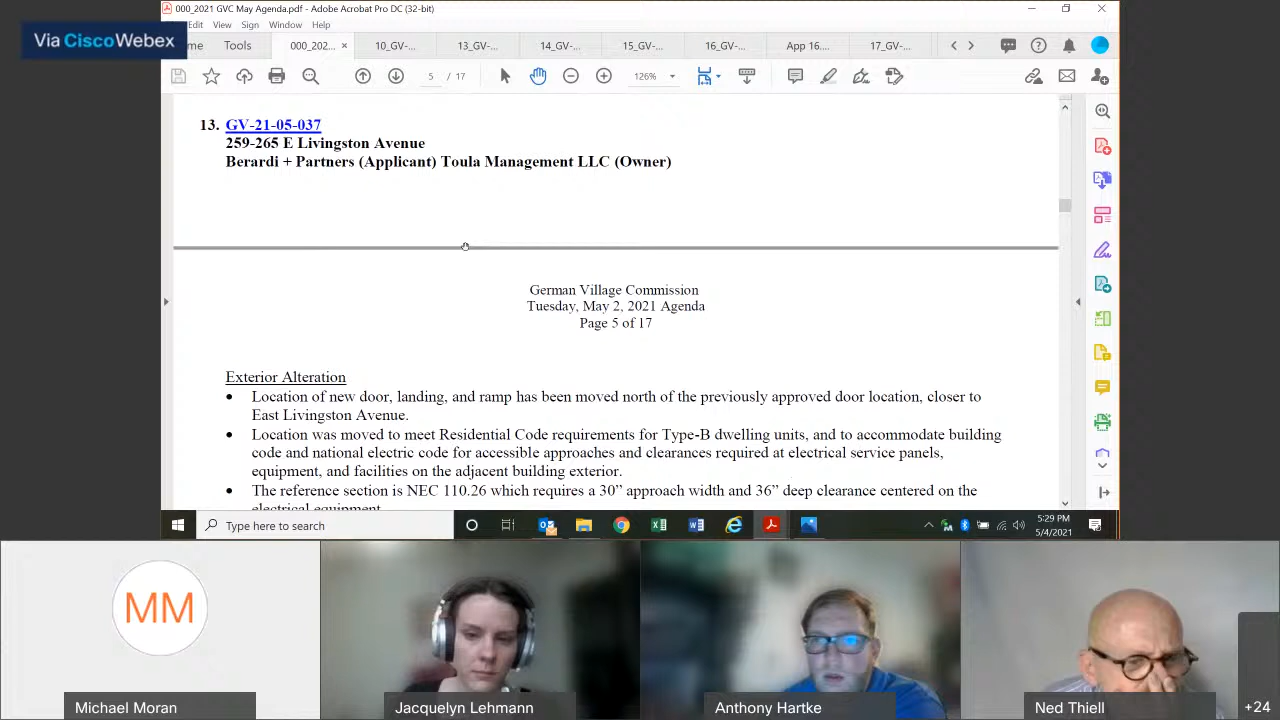 000_2021 GVC May Agenda.pdf - Adobe Acrobat Pro DC (32-bit)
Via Cisco Webex
Edit View Sign Window Help
Tools 000_202... × 10_GV-... 13_GV-... 14_GV-... 15_GV-... 16_GV-... App 16.... 17_GV-...
5 / 17 126%
13. GV-21-05-037
259-265 E Livingston Avenue
Berardi + Partners (Applicant) Toula Management LLC (Owner)
German Village Commission
Tuesday, May 2, 2021 Agenda
Page 5 of 17
Exterior Alteration
• Location of new door, landing, and ramp has been moved north of the previously approved door location, closer to
East Livingston Avenue.
• Location was moved to meet Residential Code requirements for Type-B dwelling units, and to accommodate building
code and national electric code for accessible approaches and clearances required at electrical service panels,
equipment, and facilities on the adjacent building exterior.
• The reference section is NEC 110.26 which requires a 30” approach width and 36” deep clearance centered on the
electrical equipment.
Type here to search
5:29 PM
5/4/2021
MM
Michael Moran
Jacquelyn Lehmann
Anthony Hartke
Ned Thiell
+24